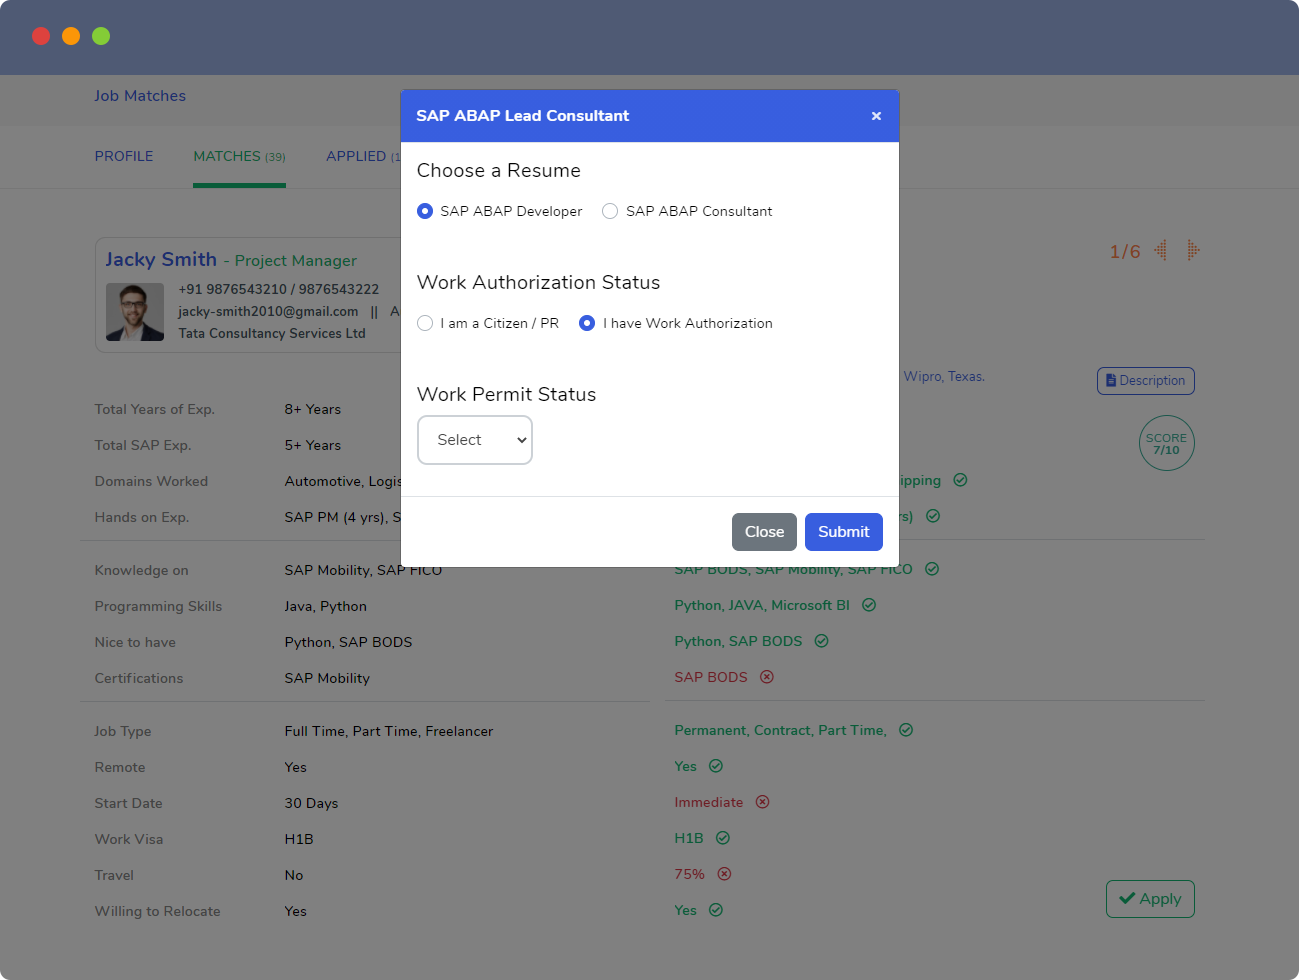 Job Matches
SAP ABAP Lead Consultant ×
PROFILE MATCHES (39) APPLIED (1
Choose a Resume
SAP ABAP Developer SAP ABAP Consultant
Jacky Smith - Project Manager
1/6
+91 9876543210 / 9876543222
jacky-smith2010@gmail.com || A
Tata Consultancy Services Ltd
Work Authorization Status
I am a Citizen / PR I have Work Authorization
Wipro, Texas.
Description
Work Permit Status
Select
SCORE
7/10
Close Submit
Total Years of Exp. 8+ Years
Total SAP Exp. 5+ Years
Domains Worked Automotive, Logis ipping
Hands on Exp. SAP PM (4 yrs), S rs)
Knowledge on SAP Mobility, SAP FICO SAP BODS, SAP Mobility, SAP FICO
Programming Skills Java, Python Python, JAVA, Microsoft BI
Nice to have Python, SAP BODS Python, SAP BODS
Certifications SAP Mobility SAP BODS
Job Type Full Time, Part Time, Freelancer Permanent, Contract, Part Time,
Remote Yes Yes
Start Date 30 Days Immediate
Work Visa H1B H1B
Travel No 75%
Willing to Relocate Yes Yes
Apply